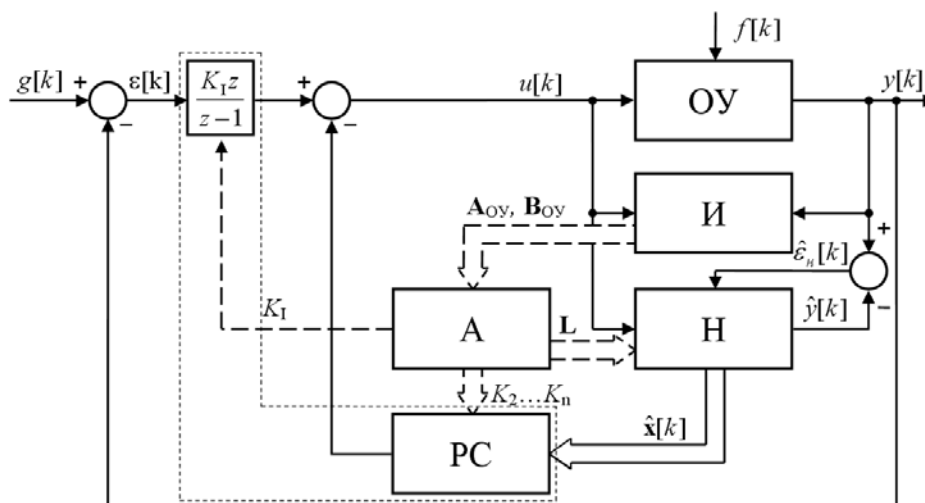 f[k]
g[k] + ε[k] K_I z / z − 1 + u[k] ОУ y[k]
−
−
A_ОУ, B_ОУ И +
ε̂_н[k]
−
K_I А L Н ŷ[k]
K_2...K_n
x̂[k]
РС